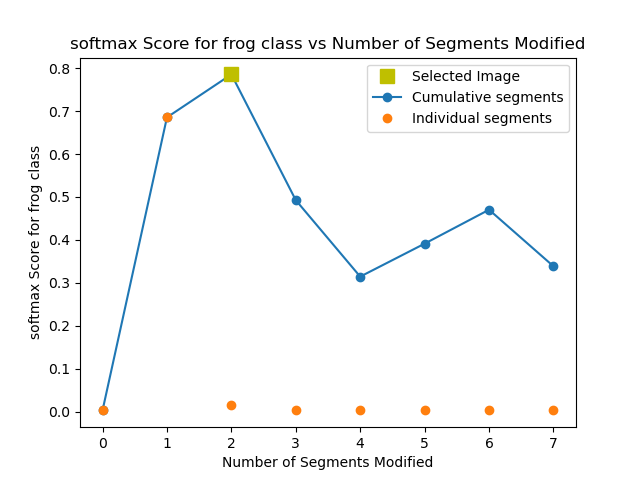 softmax Score for frog class vs Number of Segments Modified
Selected Image
Cumulative segments
Individual segments
softmax Score for frog class
0.8
0.7
0.6
0.5
0.4
0.3
0.2
0.1
0.0
0 1 2 3 4 5 6 7
Number of Segments Modified